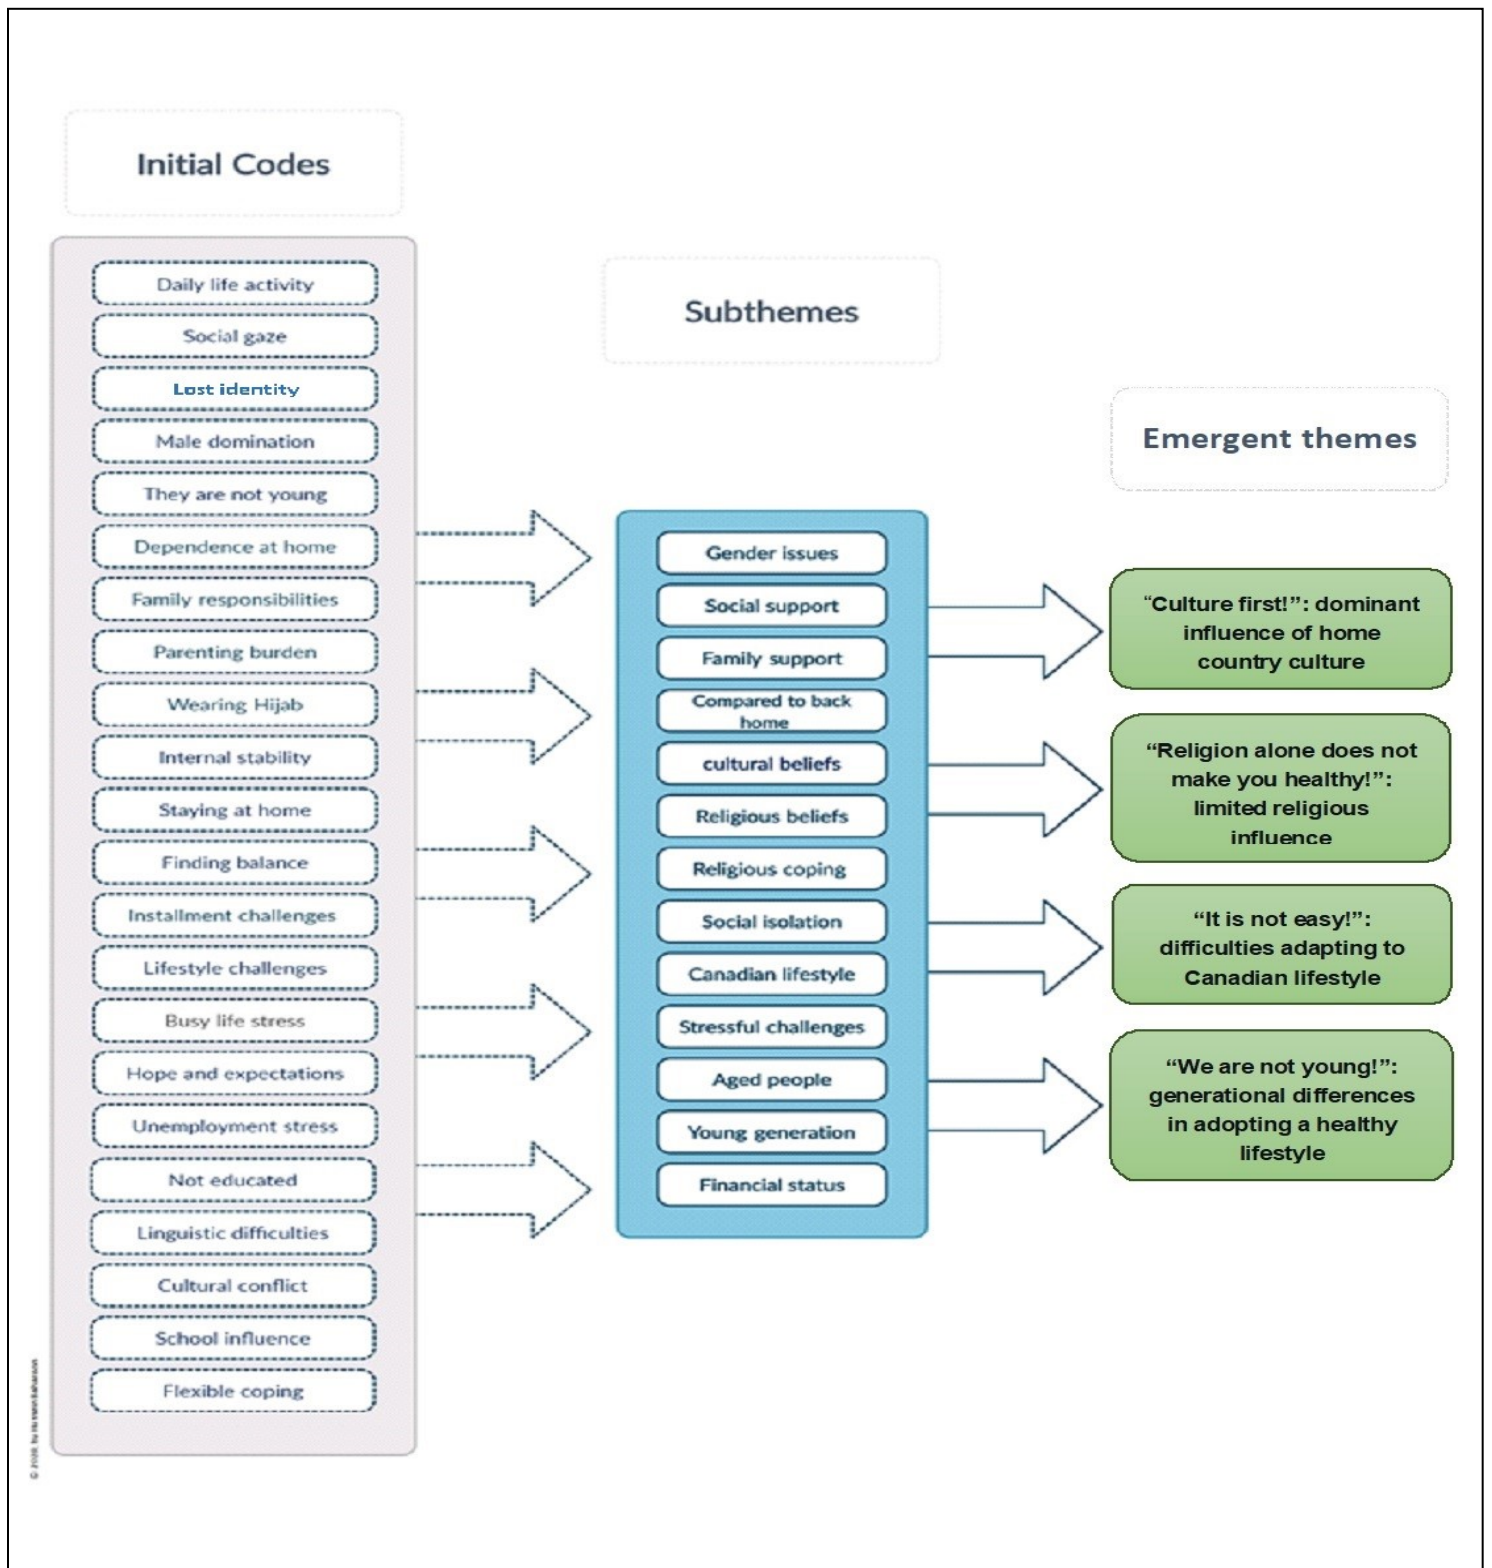 Initial Codes
Daily life activity
Social gaze
Lost identity
Male domination
They are not young
Dependence at home
Family responsibilities
Parenting burden
Wearing Hijab
Internal stability
Staying at home
Finding balance
Installment challenges
Lifestyle challenges
Busy life stress
Hope and expectations
Unemployment stress
Not educated
Linguistic difficulties
Cultural conflict
School influence
Flexible coping
Subthemes
Gender issues
Social support
Family support
Compared to back
home
cultural beliefs
Religious beliefs
Religious coping
Social isolation
Canadian lifestyle
Stressful challenges
Aged people
Young generation
Financial status
Emergent themes
“Culture first!”: dominant
influence of home
country culture
“Religion alone does not
make you healthy!”:
limited religious
influence
“It is not easy!”:
difficulties adapting to
Canadian lifestyle
“We are not young!”:
generational differences
in adopting a healthy
lifestyle
© 2020, by